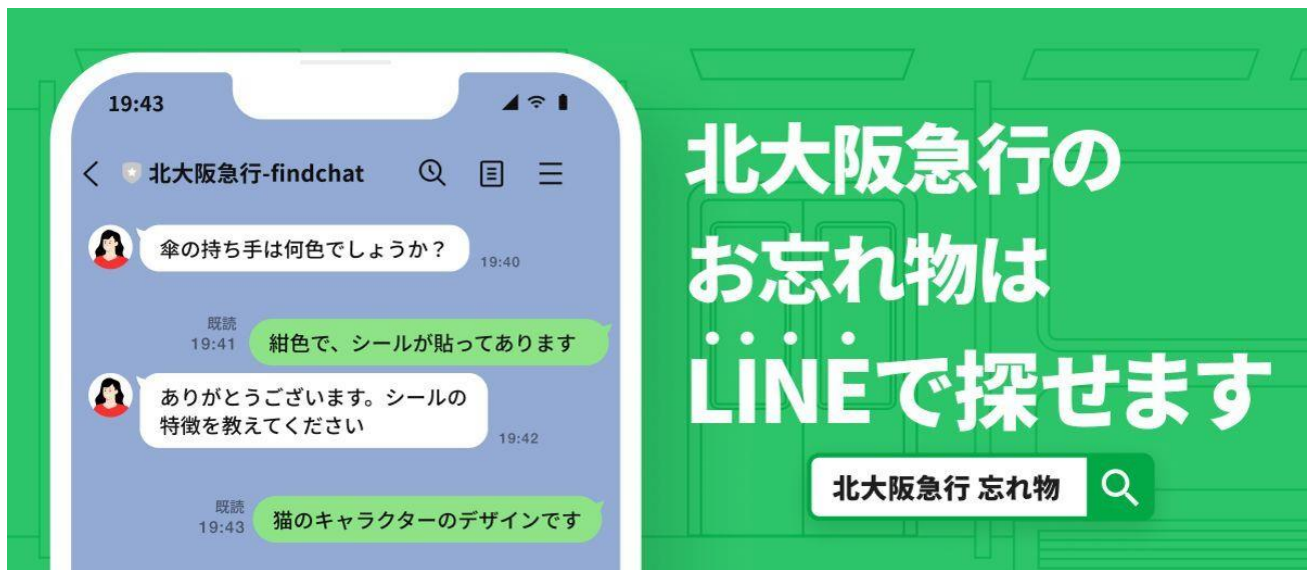 19:43
北大阪急行-findchat
傘の持ち手は何色でしょうか？
19:40
既読
19:41
紺色で、シールが貼ってあります
ありがとうございます。シールの
特徴を教えてください
19:42
既読
19:43
猫のキャラクターのデザインです
北大阪急行の
お忘れ物は
LINEで探せます
北大阪急行 忘れ物